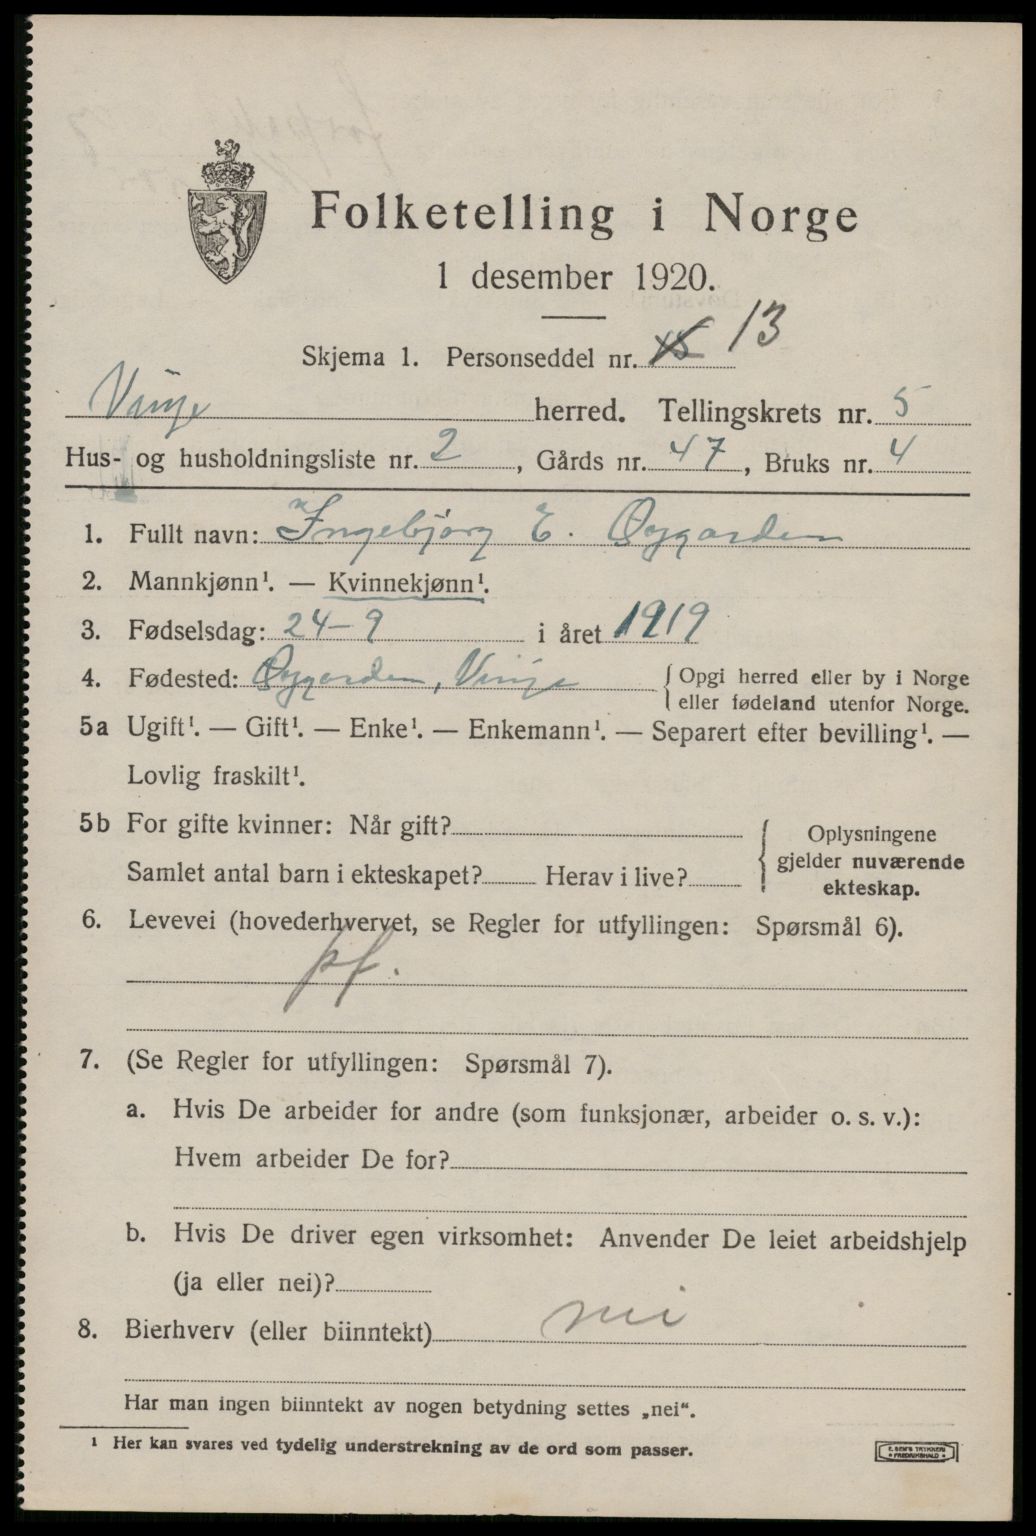 Folketelling i Norge
1 desember 1920.
Skjema 1. Personseddel nr. 13
Vinje herred. Tellingskrets nr. 5
Hus- og husholdningsliste nr. 2, Gårds nr. 47, Bruks nr. 4
1. Fullt navn: Ingebjørg E. Øygarden
2. Mannkjønn¹. — Kvinnekjønn¹.
3. Fødselsdag: 24-9 i året 1919
4. Fødested: Øygarden, Vinje { Opgi herred eller by i Norge
eller fødeland utenfor Norge.
5a Ugift¹. — Gift¹. — Enke¹. — Enkemann¹. — Separert efter bevilling¹. —
Lovlig fraskilt¹.
5b For gifte kvinner: Når gift?
Samlet antal barn i ekteskapet? Herav i live?
Oplysningene
gjelder nuværende
ekteskap.
6. Levevei (hovederhvervet, se Regler for utfyllingen: Spørsmål 6).
pf.
7. (Se Regler for utfyllingen: Spørsmål 7).
a. Hvis De arbeider for andre (som funksjonær, arbeider o. s. v.):
Hvem arbeider De for?
b. Hvis De driver egen virksomhet: Anvender De leiet arbeidshjelp
(ja eller nei)?
8. Bierhverv (eller biinntekt) nei
Har man ingen biinntekt av nogen betydning settes „nei".
¹ Her kan svares ved tydelig understrekning av de ord som passer.
E. SEM'S TRYKKERI
FREDRIKSHALD